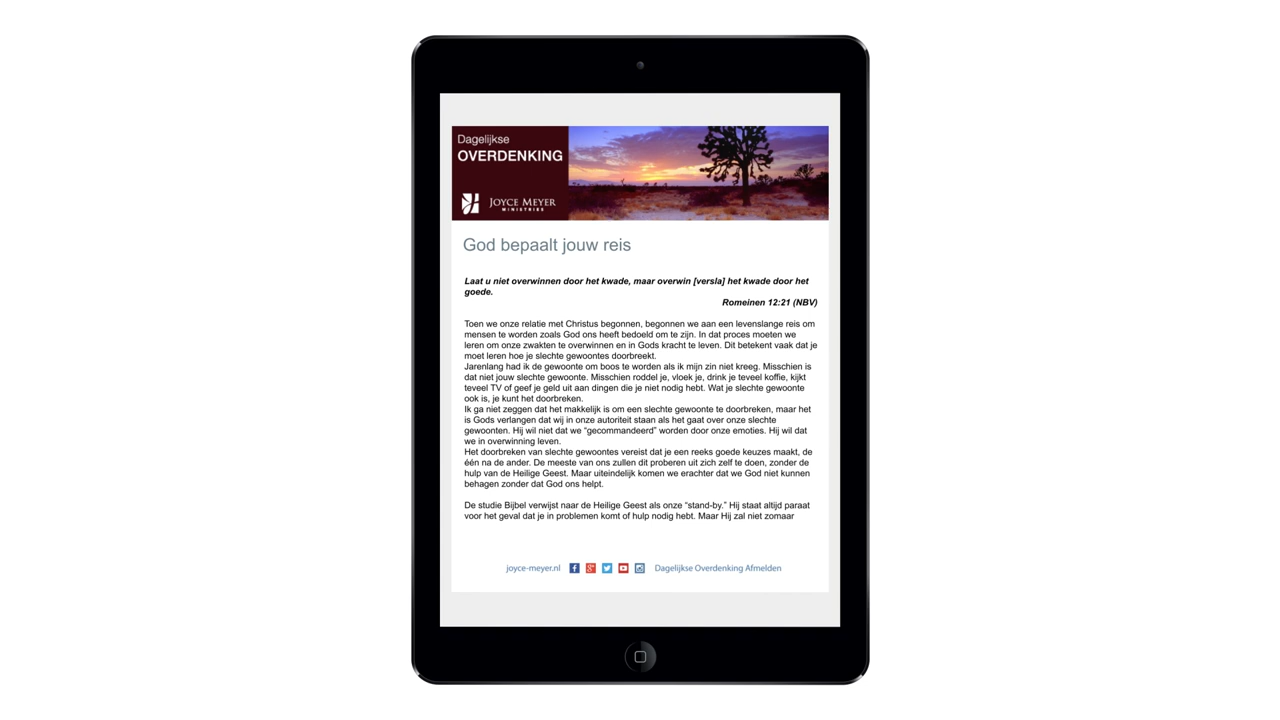 Dagelijkse
OVERDENKING
JOYCE MEYER
MINISTRIES
God bepaalt jouw reis
Laat u niet overwinnen door het kwade, maar overwin [versla] het kwade door het
goede.
Romeinen 12:21 (NBV)
Toen we onze relatie met Christus begonnen, begonnen we aan een levenslange reis om
mensen te worden zoals God ons heeft bedoeld om te zijn. In dat proces moeten we
leren om onze zwakten te overwinnen en in Gods kracht te leven. Dit betekent vaak dat je
moet leren hoe je slechte gewoontes doorbreekt.
Jarenlang had ik de gewoonte om boos te worden als ik mijn zin niet kreeg. Misschien is
dat niet jouw slechte gewoonte. Misschien roddel je, vloek je, drink je teveel koffie, kijkt
teveel TV of geef je geld uit aan dingen die je niet nodig hebt. Wat je slechte gewoonte
ook is, je kunt het doorbreken.
Ik ga niet zeggen dat het makkelijk is om een slechte gewoonte te doorbreken, maar het
is Gods verlangen dat wij in onze autoriteit staan als het gaat over onze slechte
gewoonten. Hij wil niet dat we “gecommandeerd” worden door onze emoties. Hij wil dat
we in overwinning leven.
Het doorbreken van slechte gewoontes vereist dat je een reeks goede keuzes maakt, de
één na de ander. De meeste van ons zullen dit proberen uit zich zelf te doen, zonder de
hulp van de Heilige Geest. Maar uiteindelijk komen we erachter dat we God niet kunnen
behagen zonder dat God ons helpt.
De studie Bijbel verwijst naar de Heilige Geest als onze “stand-by.” Hij staat altijd paraat
voor het geval dat je in problemen komt of hulp nodig hebt. Maar Hij zal niet zomaar
joyce-meyer.nl Dagelijkse Overdenking Afmelden